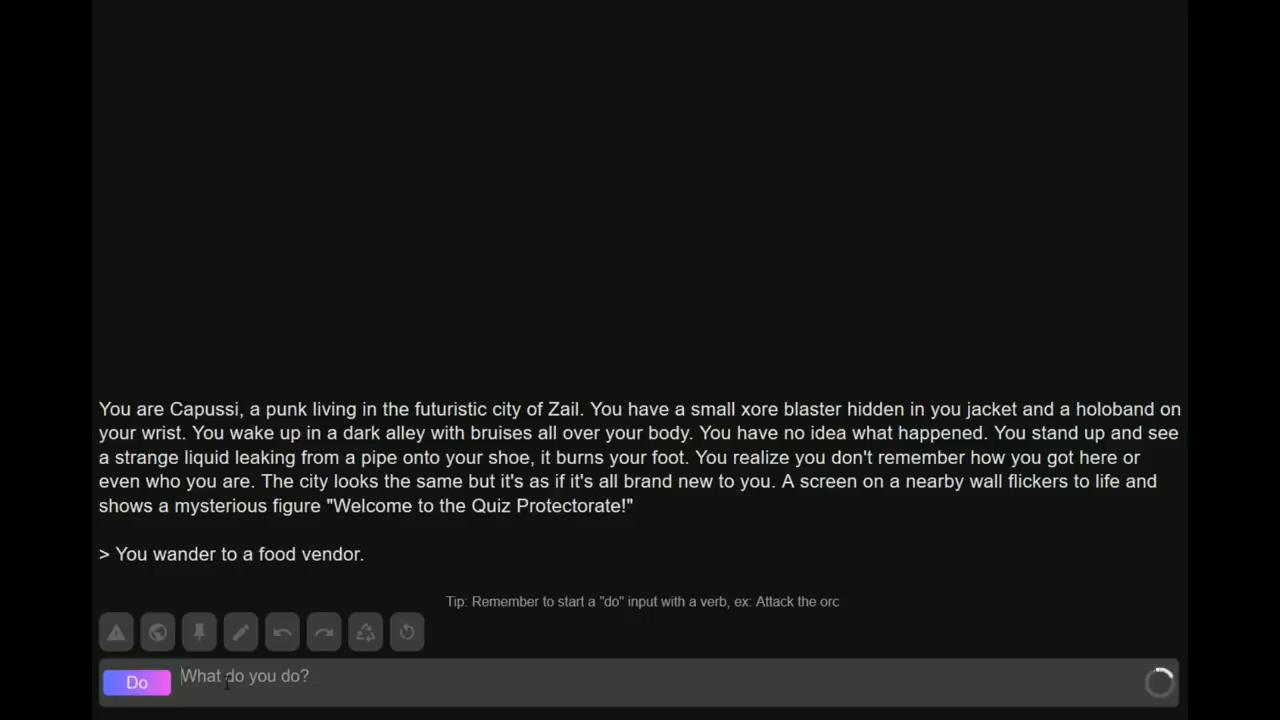 You are Capussi, a punk living in the futuristic city of Zail. You have a small xore blaster hidden in you jacket and a holoband on
your wrist. You wake up in a dark alley with bruises all over your body. You have no idea what happened. You stand up and see
a strange liquid leaking from a pipe onto your shoe, it burns your foot. You realize you don't remember how you got here or
even who you are. The city looks the same but it's as if it's all brand new to you. A screen on a nearby wall flickers to life and
shows a mysterious figure "Welcome to the Quiz Protectorate!"
> You wander to a food vendor.
Tip: Remember to start a "do" input with a verb, ex: Attack the orc
Do What do you do?